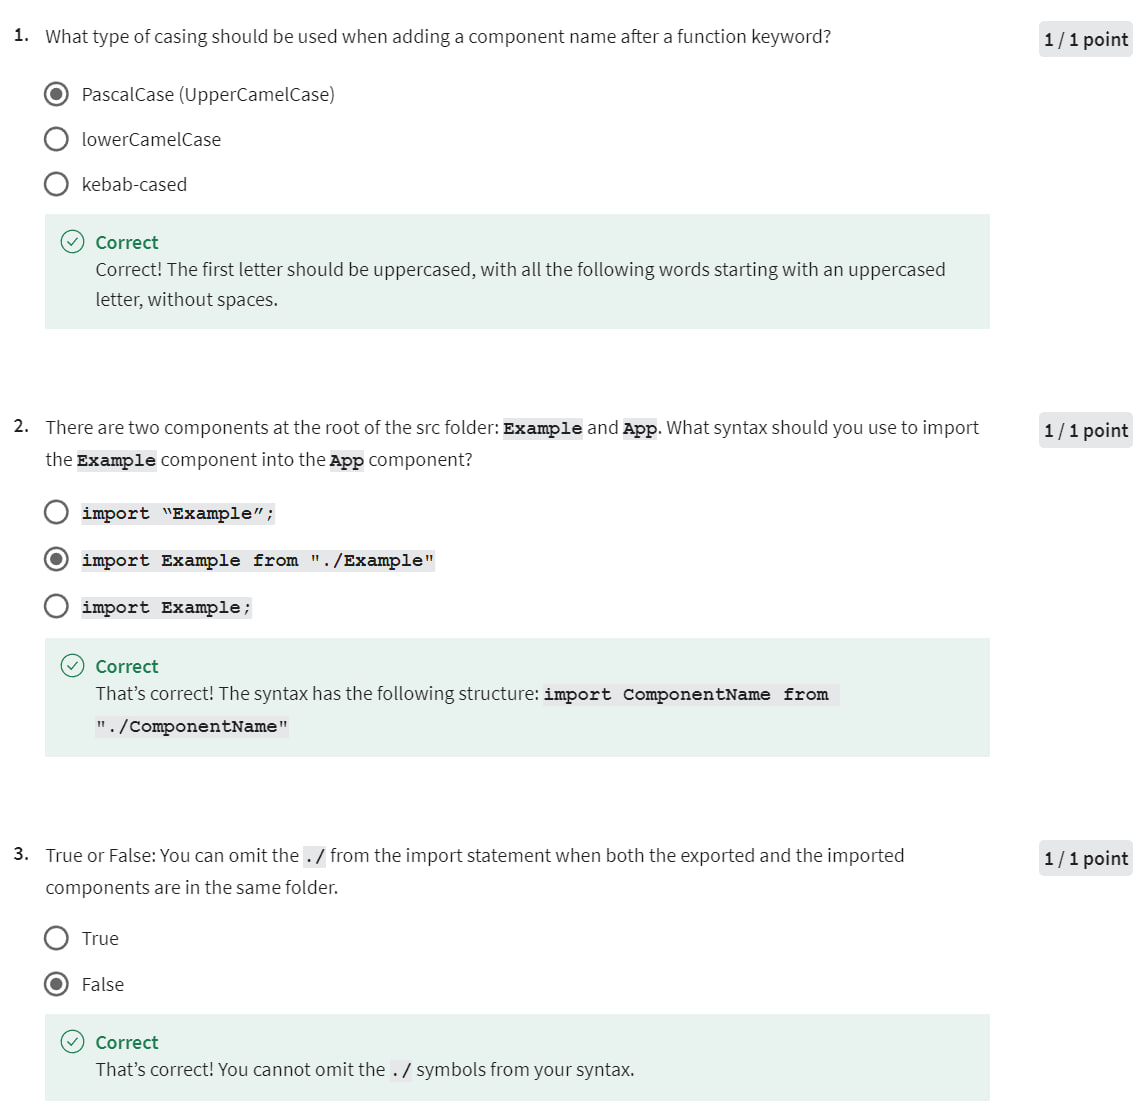 1. What type of casing should be used when adding a component name after a function keyword?
1 / 1 point
PascalCase (UpperCamelCase)
lowerCamelCase
kebab-cased
Correct
Correct! The first letter should be uppercased, with all the following words starting with an uppercased
letter, without spaces.
2. There are two components at the root of the src folder: Example and App. What syntax should you use to import
1 / 1 point
the Example component into the App component?
import “Example”;
import Example from "./Example"
import Example;
Correct
That’s correct! The syntax has the following structure: import ComponentName from
"./ComponentName"
3. True or False: You can omit the ./ from the import statement when both the exported and the imported
1 / 1 point
components are in the same folder.
True
False
Correct
That’s correct! You cannot omit the ./ symbols from your syntax.